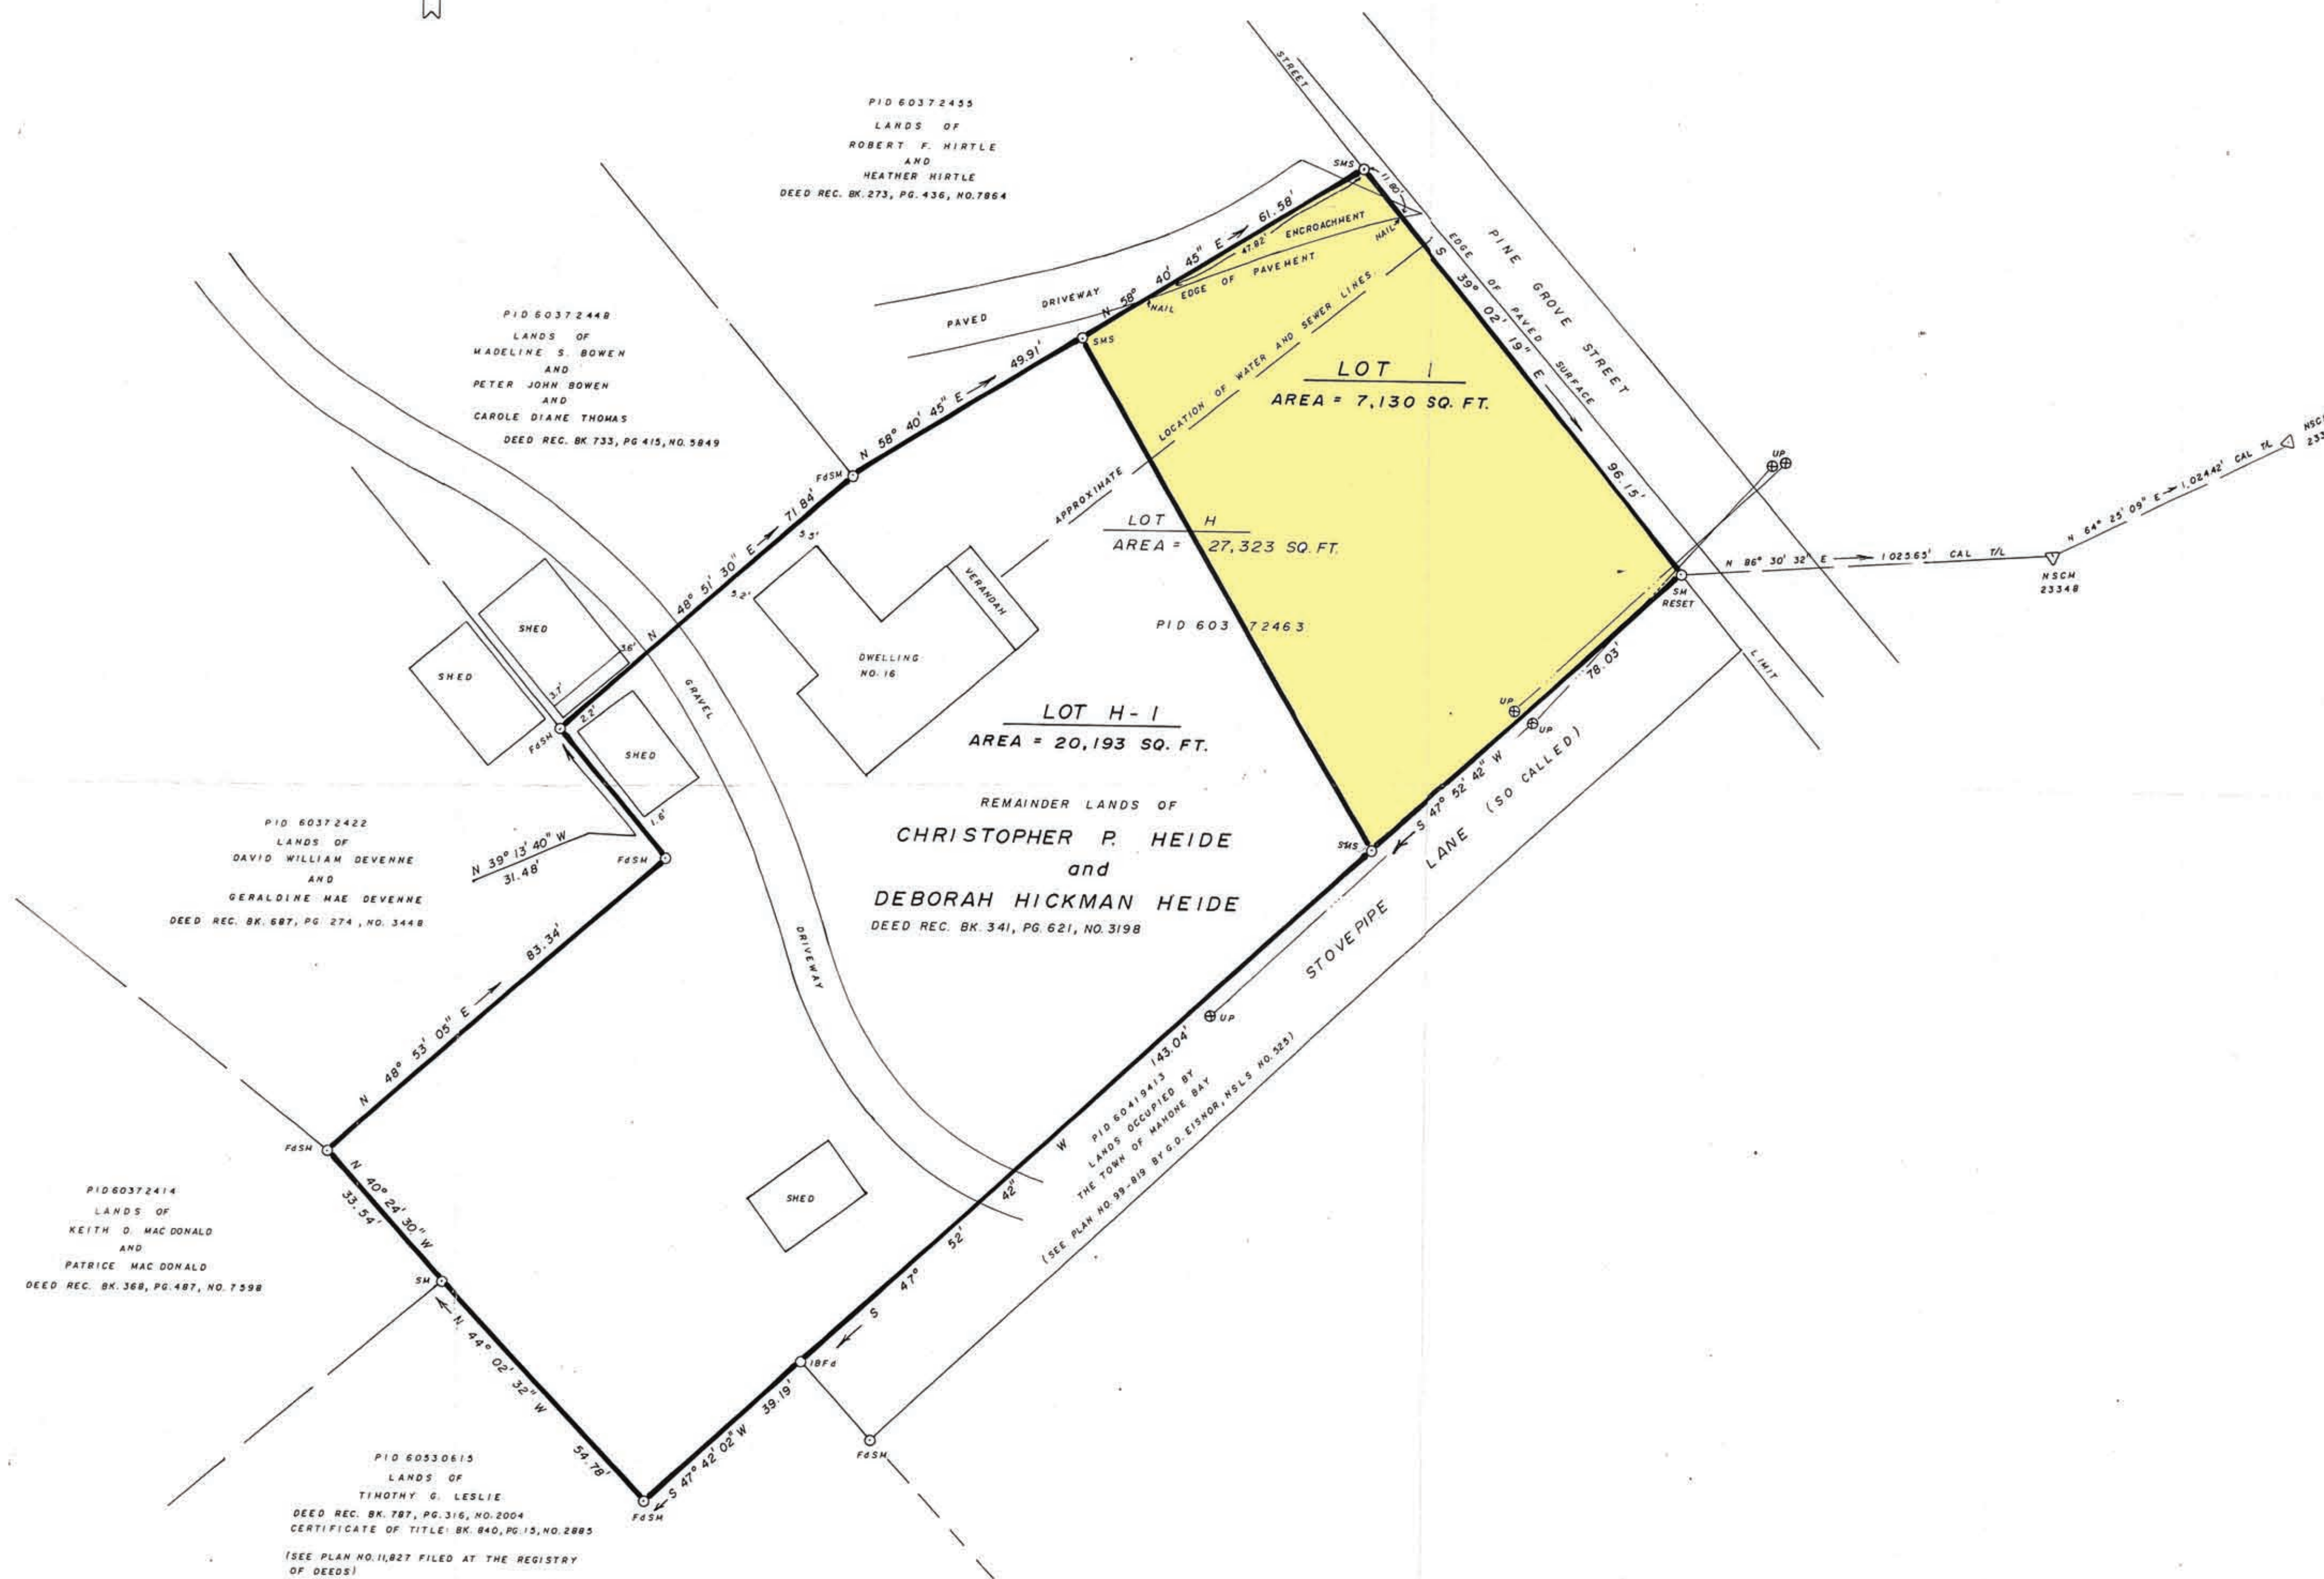 STREET
PID 60372455
LANDS OF
ROBERT F. HIRTLE
AND
HEATHER HIRTLE
DEED REC. BK. 273, PG. 436, NO. 7864
SMS
11.80'
N 58° 40' 45" E 61.58'
47.82' ENCROACHMENT
NAIL
EDGE OF PAVEMENT
NAIL
PAVED DRIVEWAY
PINE GROVE STREET
EDGE OF PAVED SURFACE
S 39° 02' 19" E 96.15'
PID 60372448
LANDS OF
MADELINE S. BOWEN
AND
PETER JOHN BOWEN
AND
CAROLE DIANE THOMAS
DEED REC. BK 733, PG 415, NO. 5849
SMS
N 58° 40' 45" E 49.91'
FdSM
APPROXIMATE LOCATION OF WATER AND SEWER LINES
LOT 1
AREA = 7,130 SQ. FT.
LOT H
AREA = 27,323 SQ. FT.
PID 603 72463
UP
N 64° 25' 09" E 1,024.42' CAL T/L
N 86° 30' 32" E 1025.65' CAL T/L
NSCM
23348
SM
RESET
LIMIT
N 48° 51' 30" E 71.84'
5.5'
5.2'
VERANDAH
DWELLING
NO. 16
SHED
SHED
3.6'
3.7'
2.2'
FdSM
SHED
1.6'
GRAVEL
DRIVEWAY
LOT H-1
AREA = 20,193 SQ. FT.
REMAINDER LANDS OF
CHRISTOPHER P. HEIDE
and
DEBORAH HICKMAN HEIDE
DEED REC. BK. 341, PG. 621, NO. 3198
UP
UP
78.03'
S 47° 52' 42" W
SMS
STOVEPIPE LANE (SO CALLED)
PID 60372422
LANDS OF
DAVID WILLIAM DEVENNE
AND
GERALDINE MAE DEVENNE
DEED REC. BK. 687, PG 274, NO. 3448
N 39° 13' 40" W
31.48'
FdSM
N 48° 53' 05" E 83.34'
UP
S 47° 52' 42" W 143.04'
PID 60419413
LANDS OCCUPIED BY
THE TOWN OF MAHONE BAY
(SEE PLAN NO. 99-819 BY G.D. EISNOR, NSLS NO. 525)
FdSM
N 40° 24' 30" W
33.54'
SHED
PID 60372414
LANDS OF
KEITH D. MAC DONALD
AND
PATRICE MAC DONALD
DEED REC. BK. 368, PG. 487, NO. 7598
SM
N 44° 02' 32" W 54.78'
IBFd
S 47° 42' 02" W 39.19'
FdSM
FdSM
PID 60530615
LANDS OF
TIMOTHY G. LESLIE
DEED REC. BK. 787, PG. 316, NO. 2004
CERTIFICATE OF TITLE: BK. 840, PG. 15, NO. 2885
(SEE PLAN NO. 11,827 FILED AT THE REGISTRY
OF DEEDS)